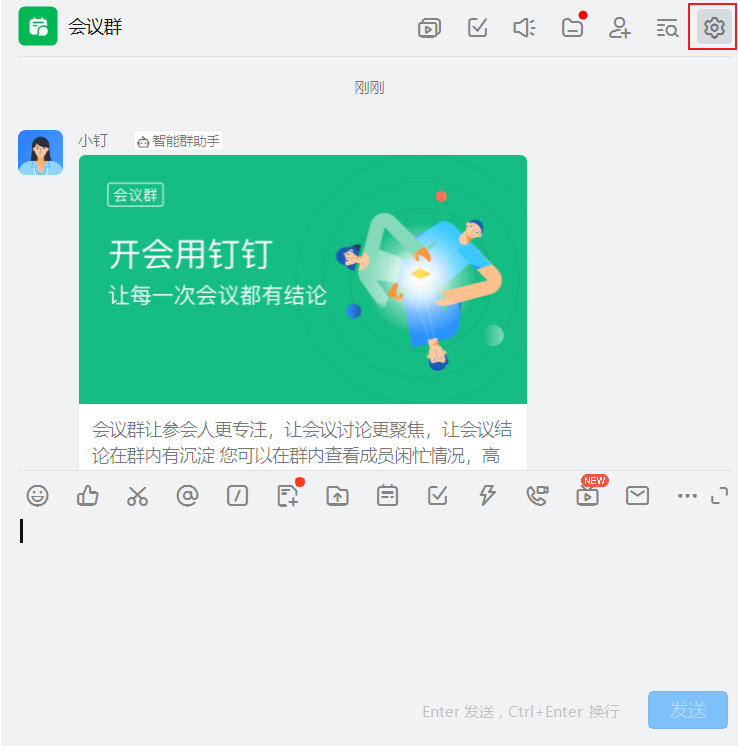 会议群
刚刚
小钉 智能群助手
会议群
开会用钉钉
让每一次会议都有结论
会议群让参会人更专注，让会议讨论更聚焦，让会议结
论在群内有沉淀 您可以在群内查看成员闲忙情况，高
NEW
Enter 发送 , Ctrl+Enter 换行
发送